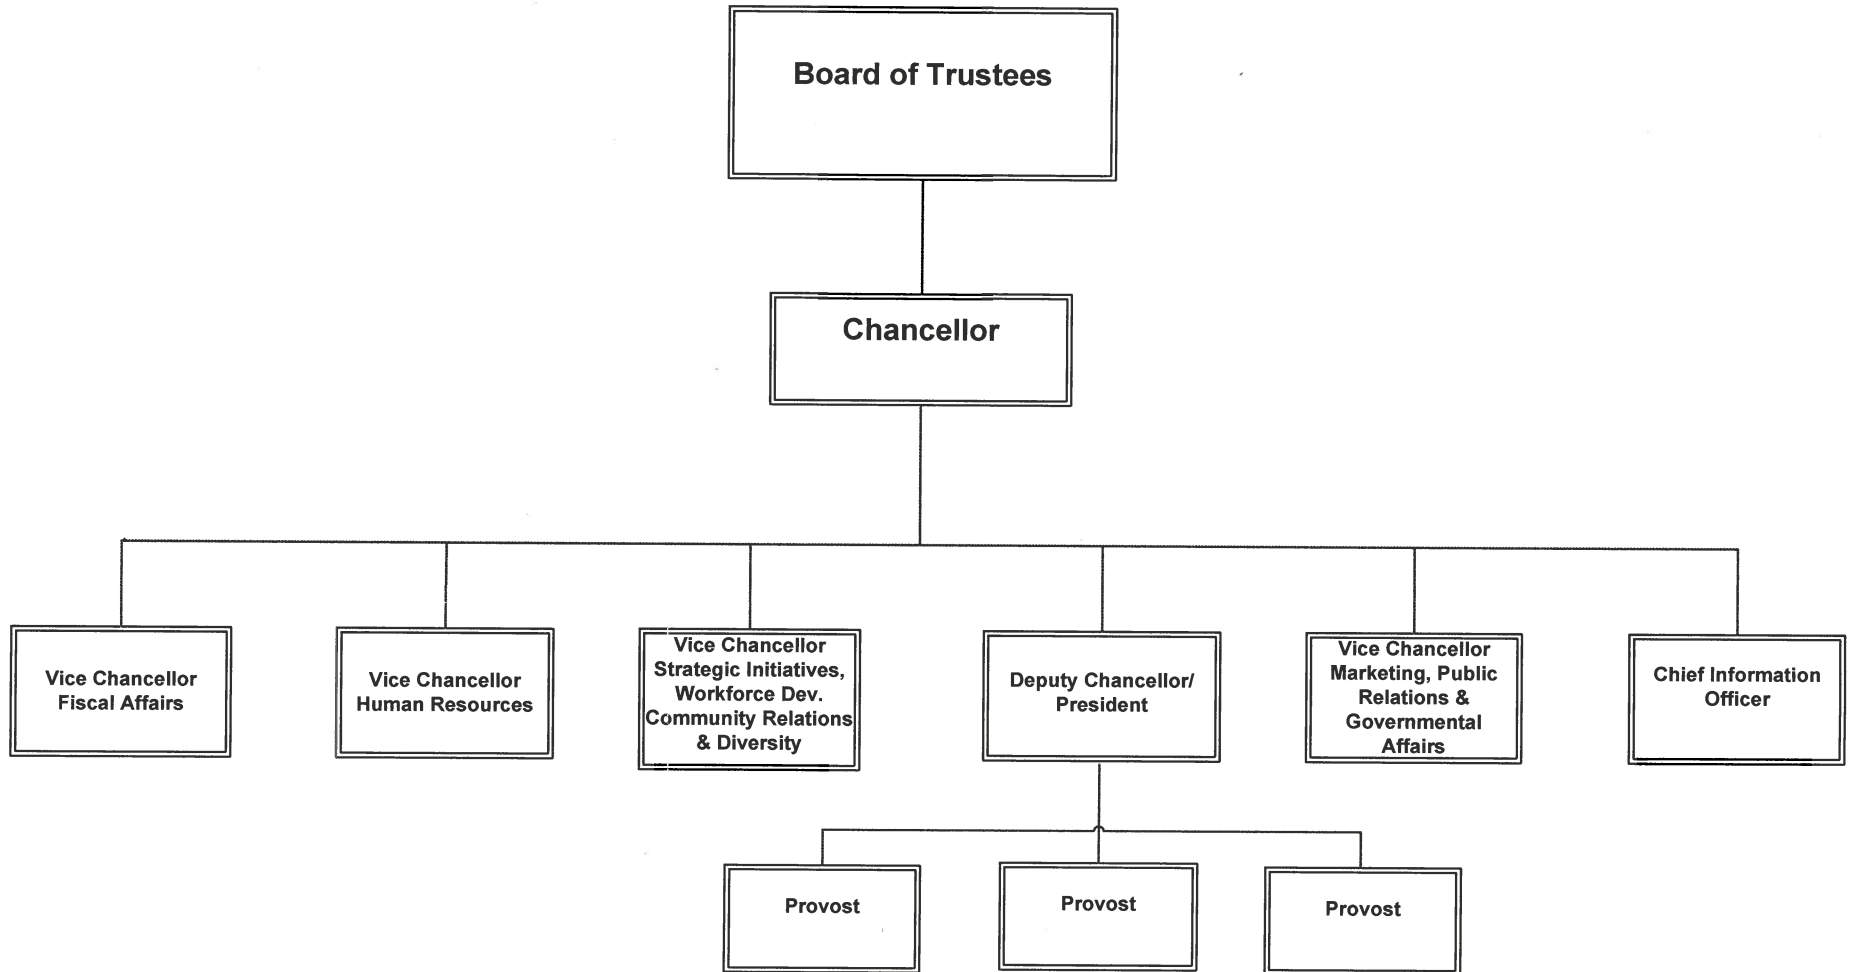 Board of Trustees
Chancellor
Vice Chancellor
Fiscal Affairs
Vice Chancellor
Human Resources
Vice Chancellor
Strategic Initiatives,
Workforce Dev.
Community Relations
& Diversity
Deputy Chancellor/
President
Vice Chancellor
Marketing, Public
Relations &
Governmental
Affairs
Chief Information
Officer
Provost
Provost
Provost